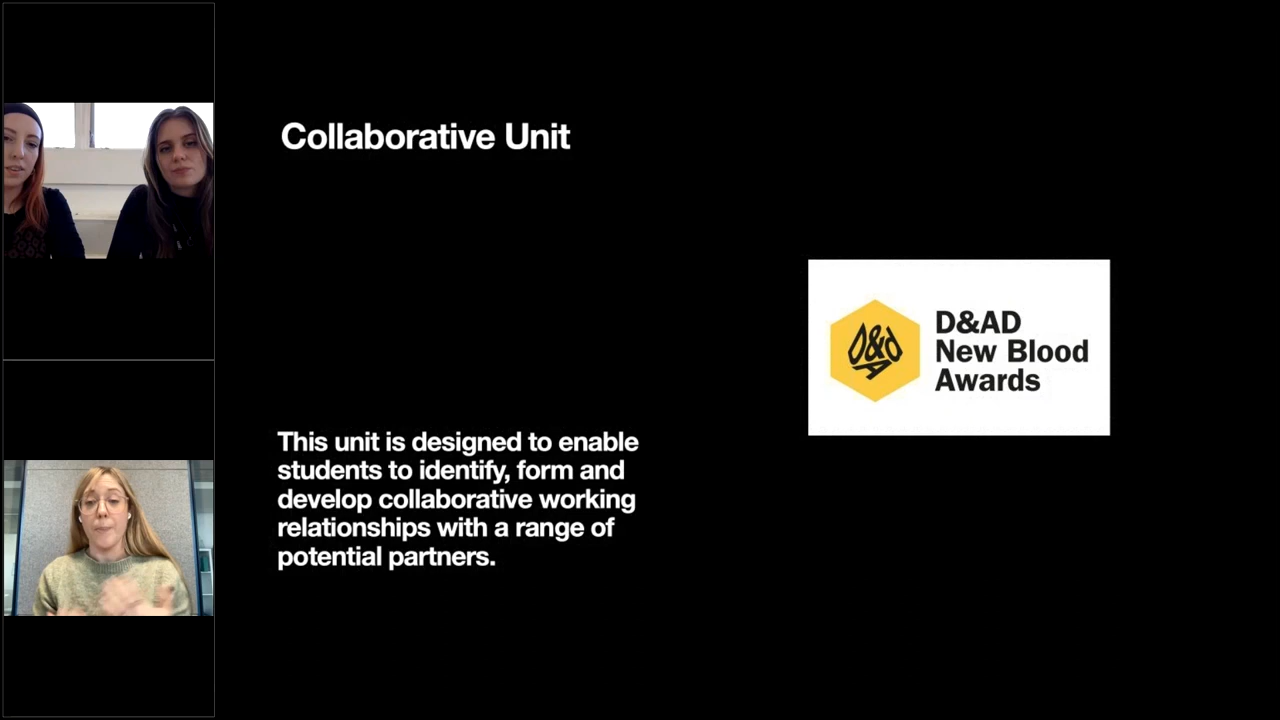 Collaborative Unit
This unit is designed to enable
students to identify, form and
develop collaborative working
relationships with a range of
potential partners.
D&AD
D&AD
New Blood
Awards